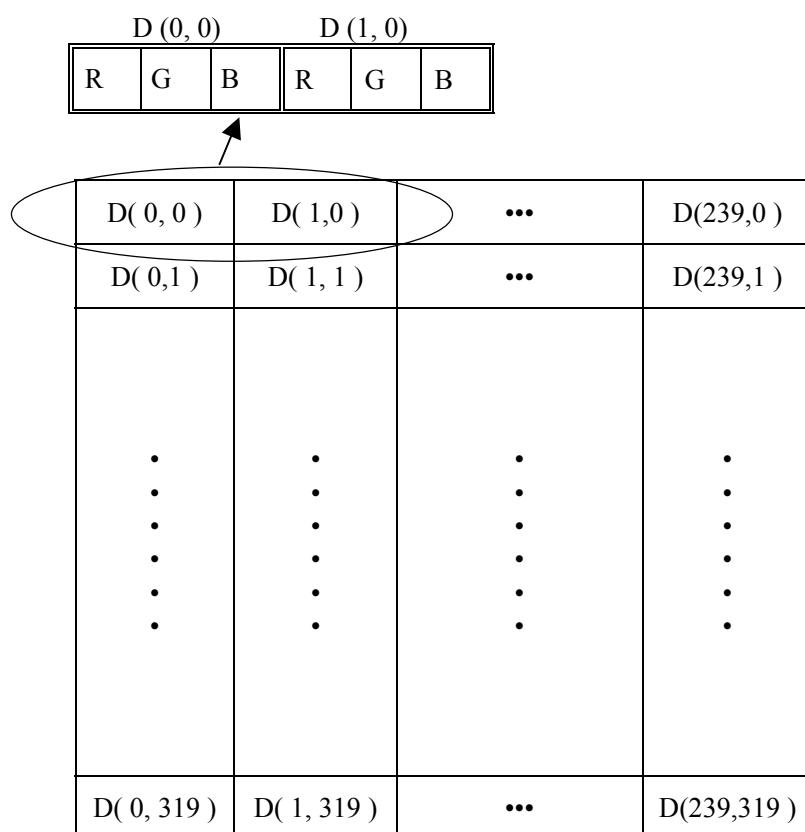 D (0, 0) D (1, 0)
R G B R G B
D( 0, 0 ) D( 1,0 ) ••• D(239,0 )
D( 0,1 ) D( 1, 1 ) ••• D(239,1 )
• • • •
• • • •
• • • •
• • • •
• • • •
• • • •
D( 0, 319 ) D( 1, 319 ) ••• D(239,319 )